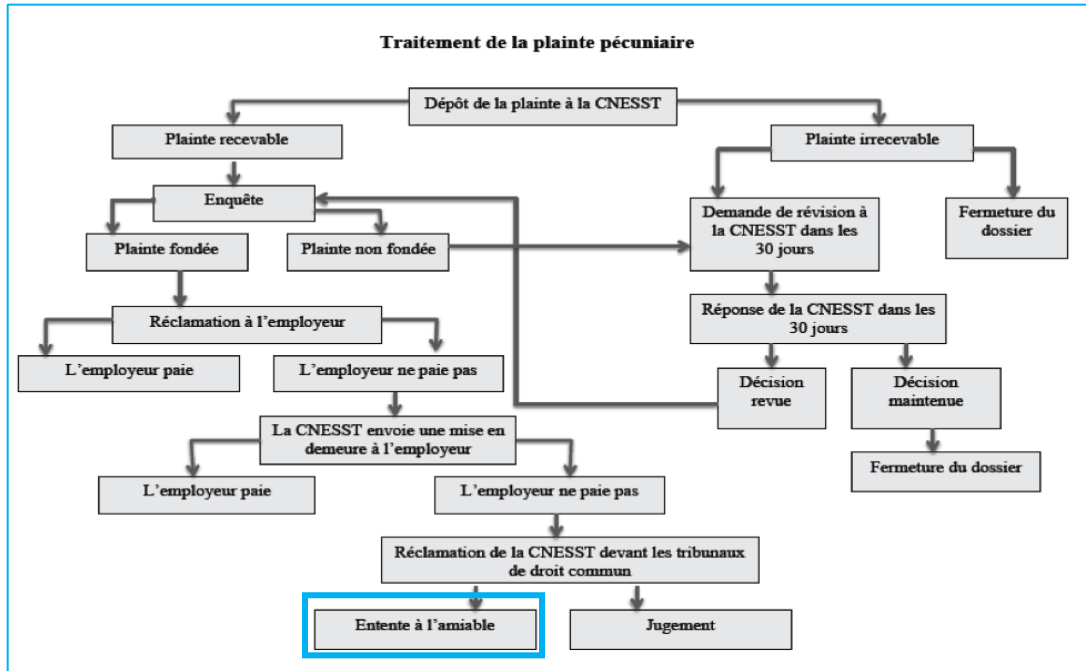 Traitement de la plainte pécuniaire
Dépôt de la plainte à la CNESST
Plainte recevable
Plainte irrecevable
Enquête
Demande de révision à
la CNESST dans les
30 jours
Fermeture du
dossier
Plainte fondée
Plainte non fondée
Réclamation à l'employeur
Réponse de la CNESST dans les
30 jours
L'employeur paie
L'employeur ne paie pas
Décision
revue
Décision
maintenue
La CNESST envoie une mise en
demeure à l'employeur
Fermeture du dossier
L'employeur paie
L'employeur ne paie pas
Réclamation de la CNESST devant les tribunaux
de droit commun
Entente à l'amiable
Jugement